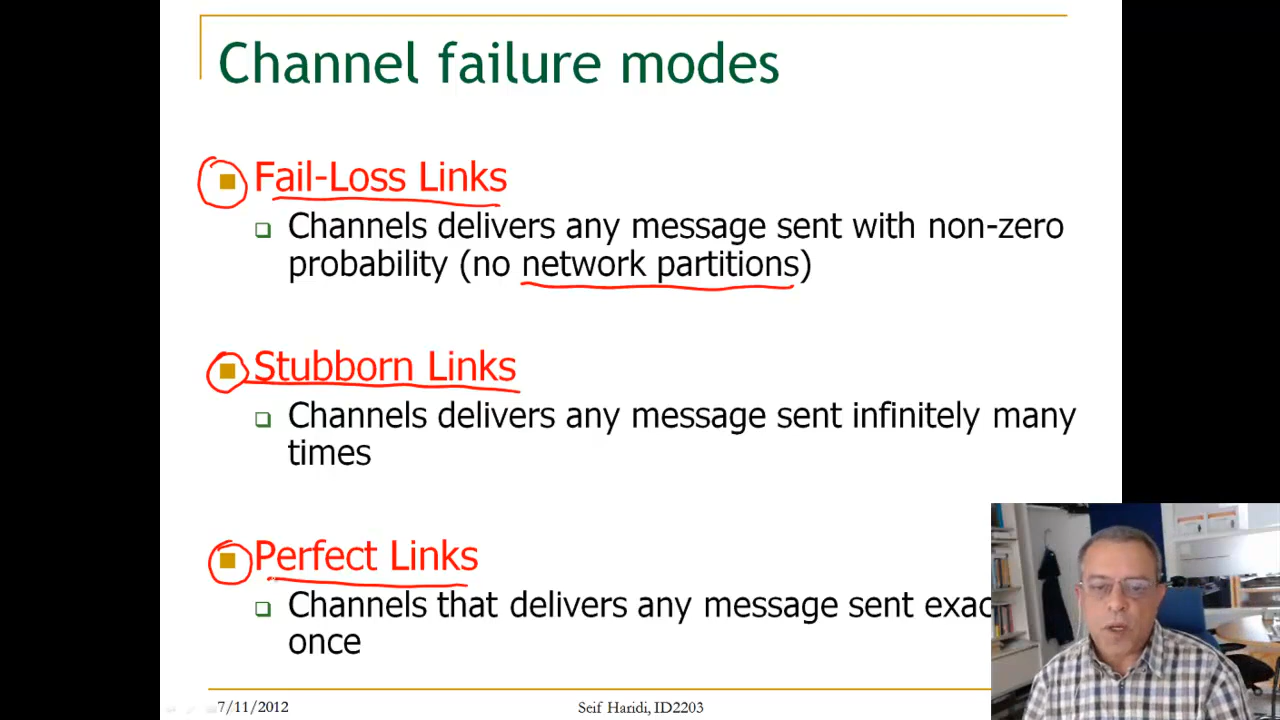 Channel failure modes
Fail-Loss Links
Channels delivers any message sent with non-zero
probability (no network partitions)
Stubborn Links
Channels delivers any message sent infinitely many
times
Perfect Links
Channels that delivers any message sent exac
once
7/11/2012
Seif Haridi, ID2203